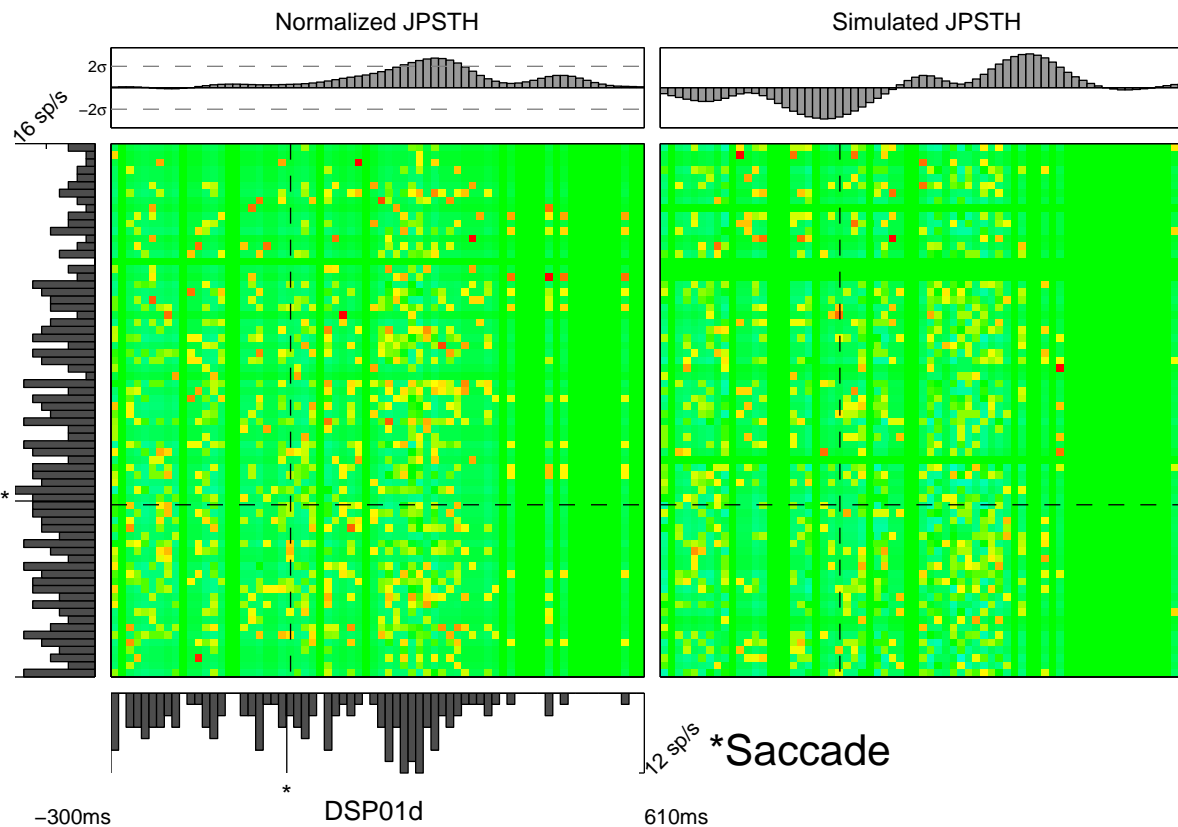 Normalized JPSTH
Simulated JPSTH
2σ
−2σ
16 sp/s
*
12 sp/s
*Saccade
*
DSP01d
−300ms
610ms